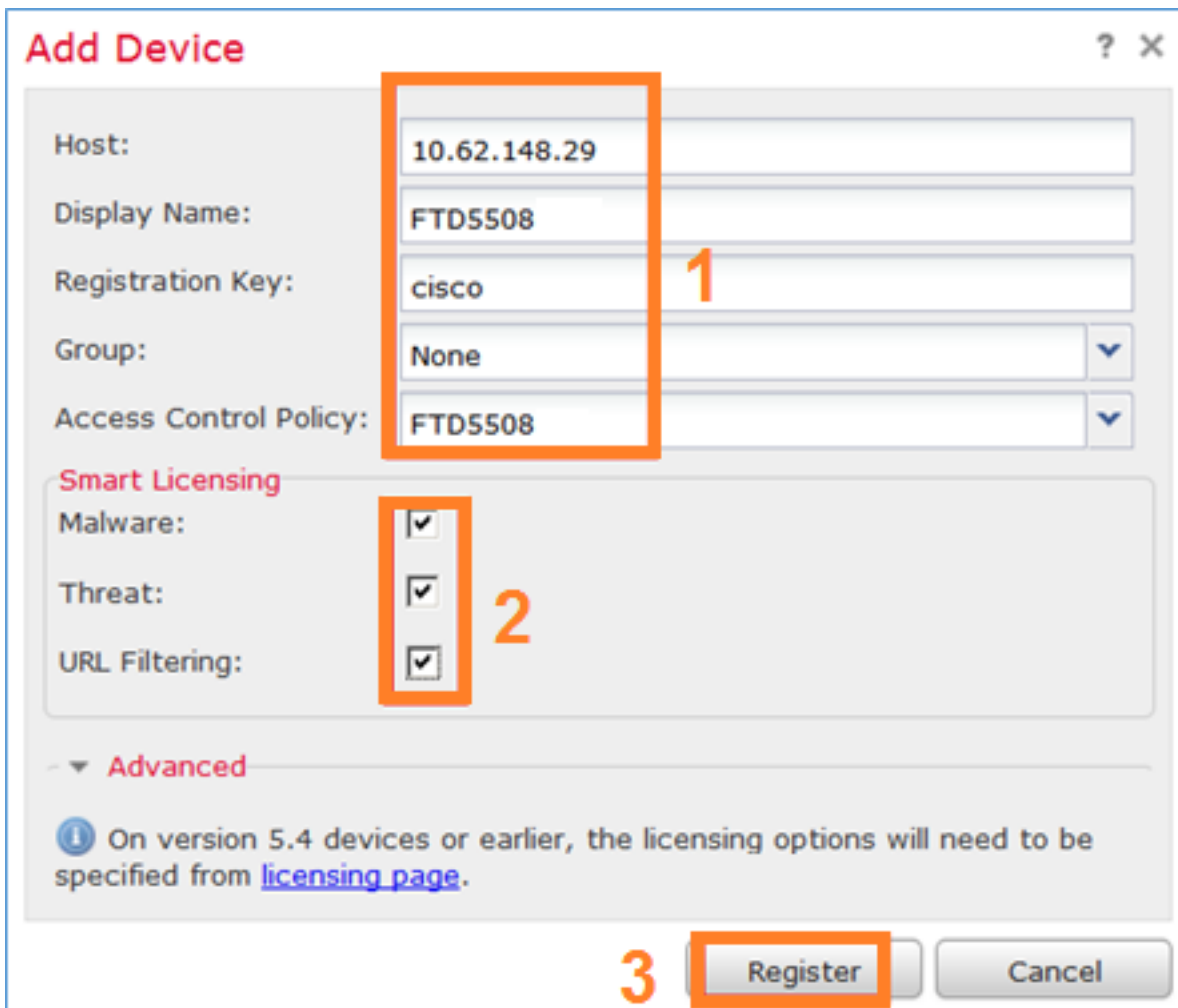 Add Device ? ×
Host: 10.62.148.29
Display Name: FTD5508
Registration Key: cisco
1
Group: None
Access Control Policy: FTD5508
Smart Licensing
Malware:
Threat:
2
URL Filtering:
Advanced
On version 5.4 devices or earlier, the licensing options will need to be
specified from licensing page.
3 Register Cancel